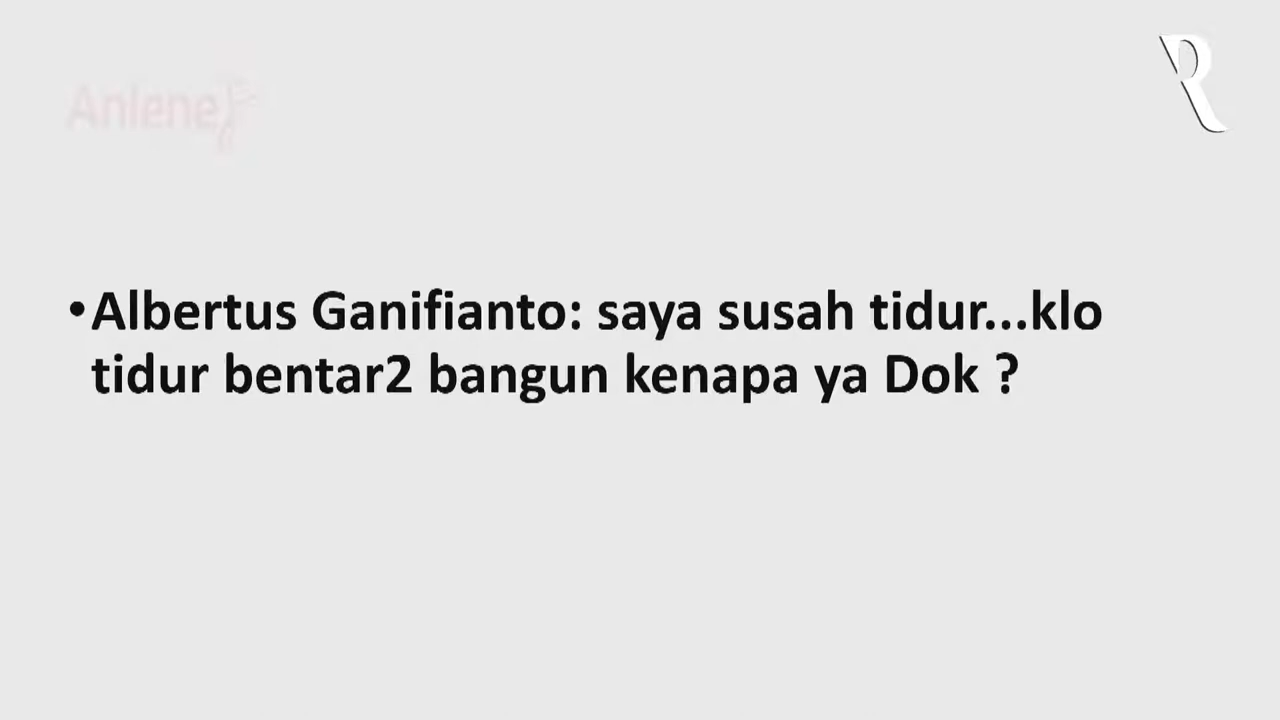 Anlene
R
•Albertus Ganifianto: saya susah tidur...klo
tidur bentar2 bangun kenapa ya Dok ?